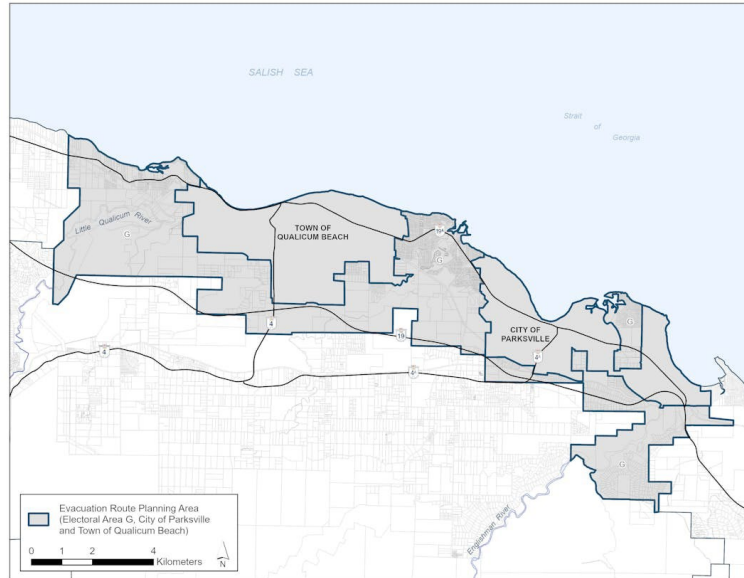 SALISH SEA
Strait
of
Georgia
Little Qualicum River
G
TOWN OF
QUALICUM BEACH
19A
G
CITY OF
PARKSVILLE
G
4
19
4
G
Englishman River
Evacuation Route Planning Area
(Electoral Area G, City of Parksville
and Town of Qualicum Beach)
0 1 2 4
Kilometers
N